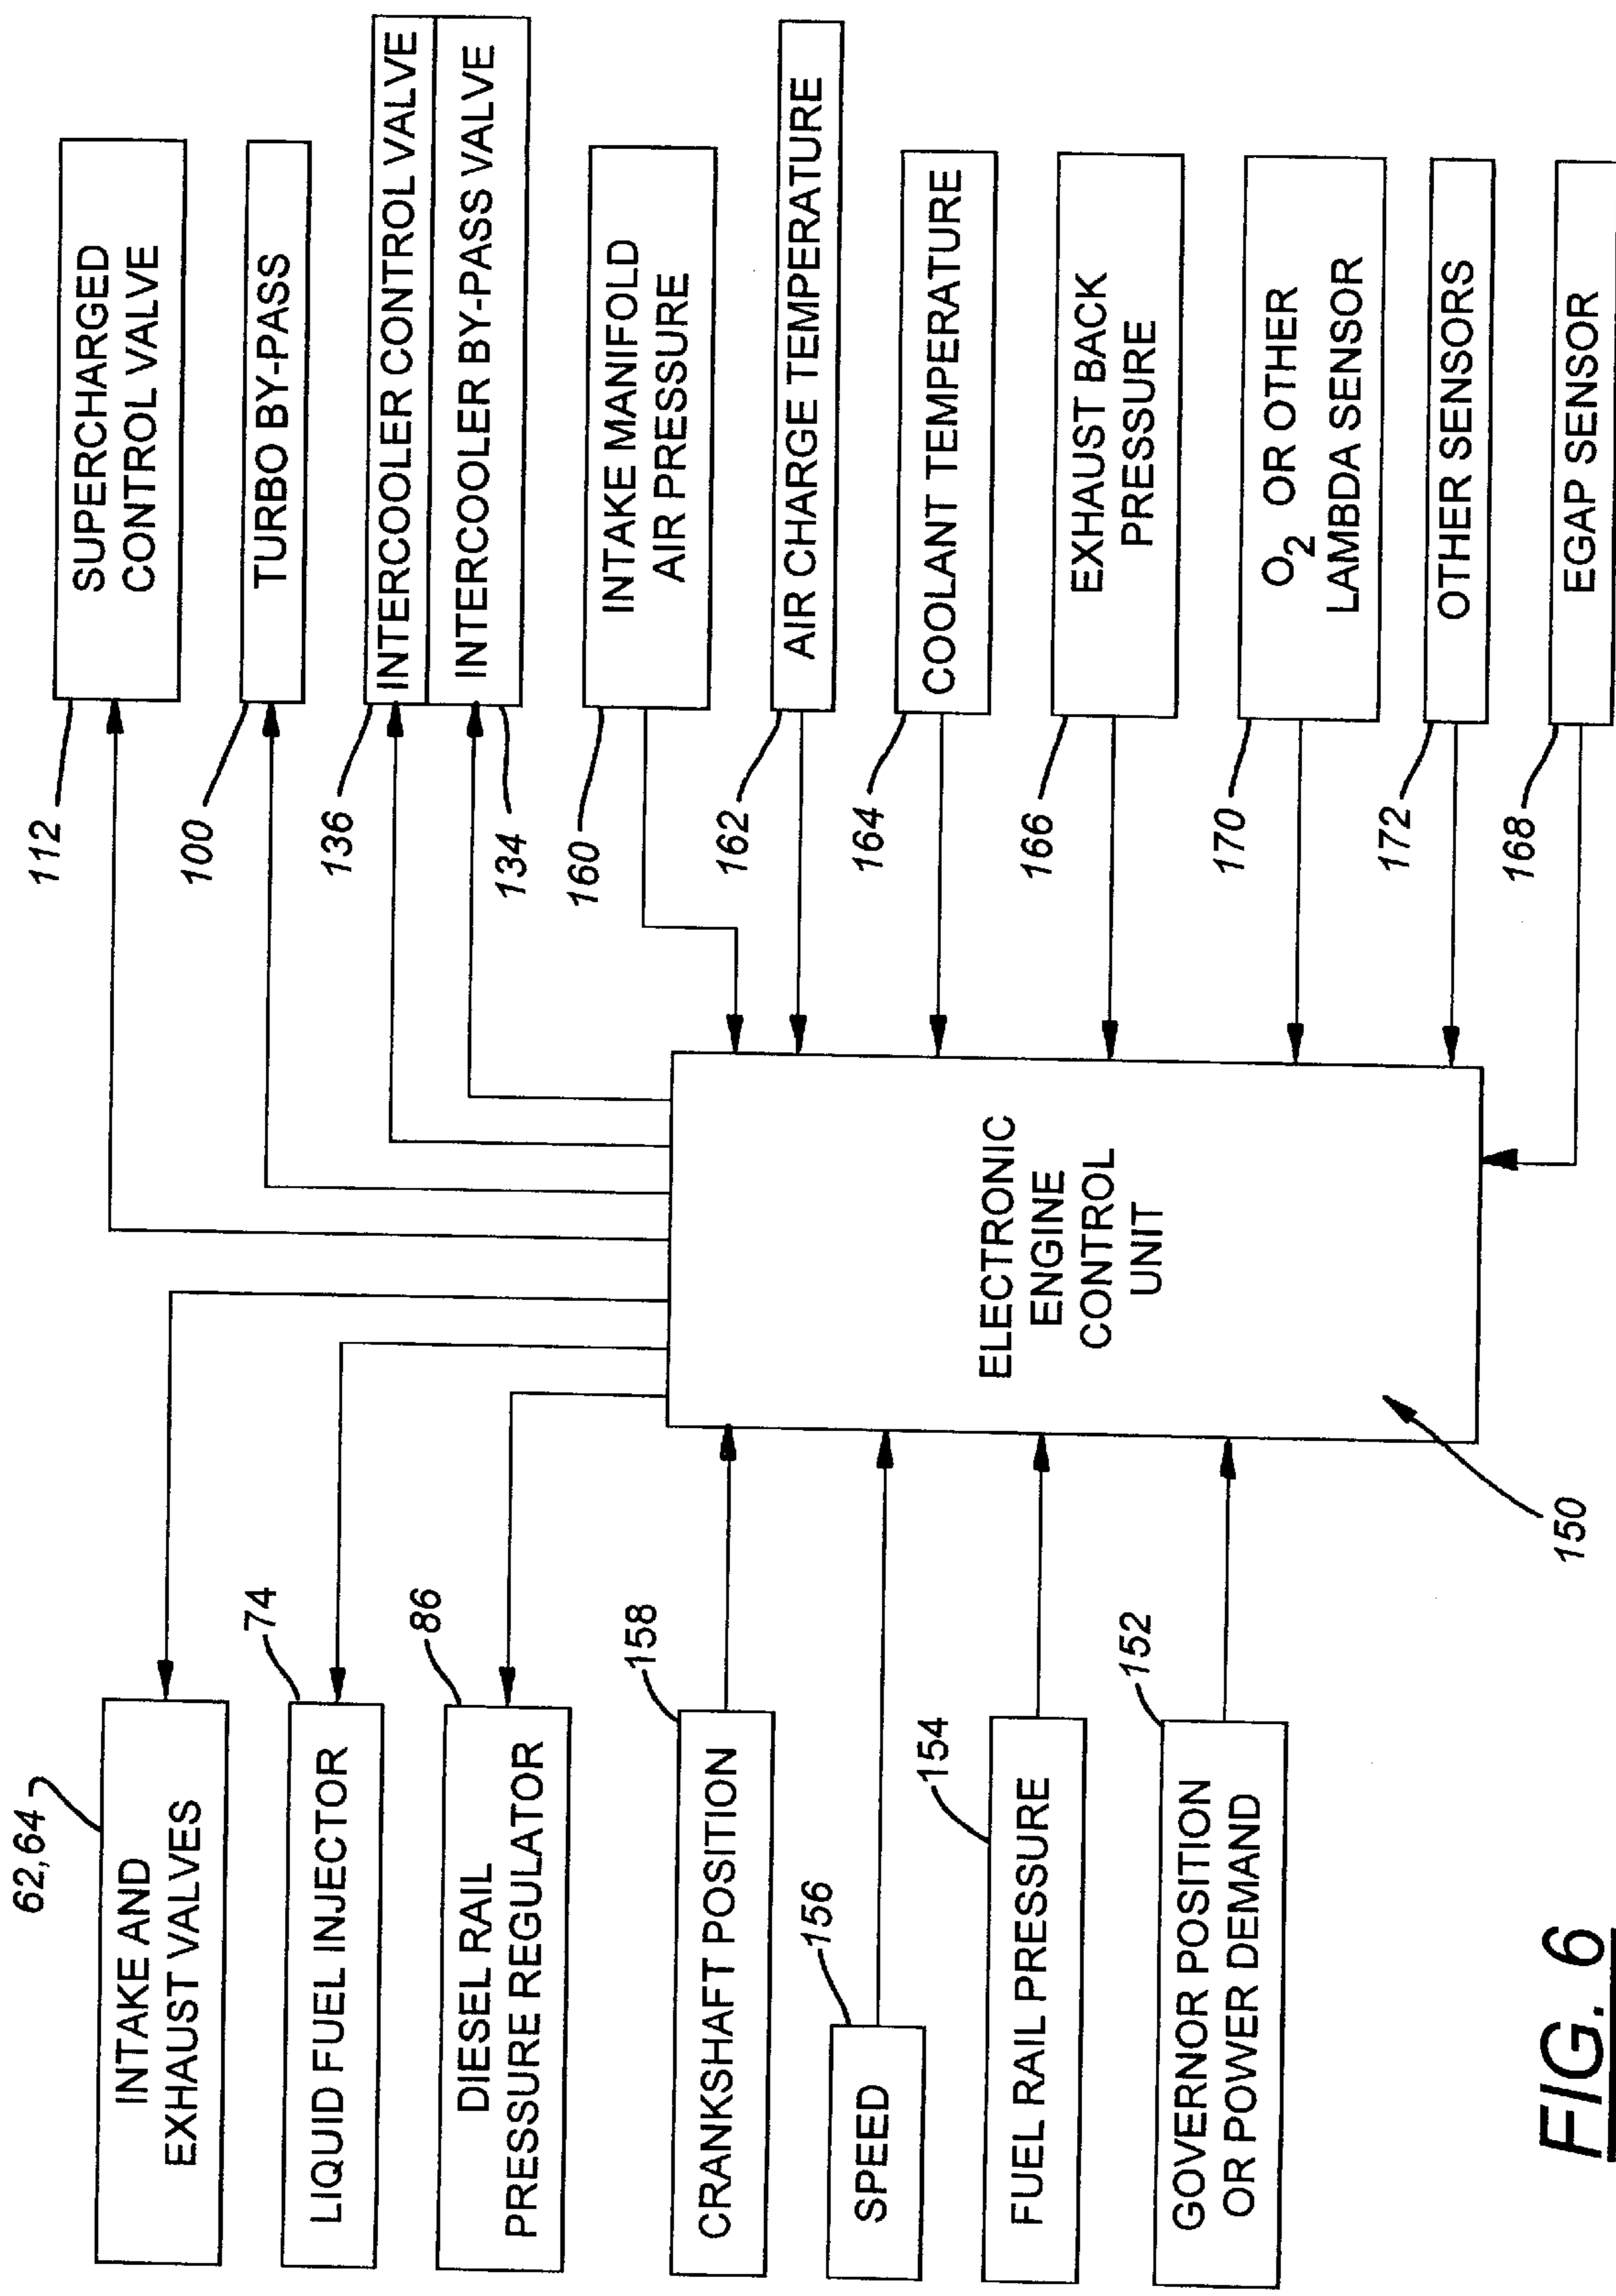 62,64
INTAKE AND
EXHAUST VALVES
74
LIQUID FUEL INJECTOR
86
DIESEL RAIL
PRESSURE REGULATOR
158
CRANKSHAFT POSITION
156
SPEED
154
FUEL RAIL PRESSURE
152
GOVERNOR POSITION
OR POWER DEMAND
ELECTRONIC
ENGINE
CONTROL
UNIT
150
112
SUPERCHARGED
CONTROL VALVE
100
TURBO BY-PASS
136
INTERCOOLER CONTROL VALVE
INTERCOOLER BY-PASS VALVE
134
160
INTAKE MANIFOLD
AIR PRESSURE
162
AIR CHARGE TEMPERATURE
164
COOLANT TEMPERATURE
166
EXHAUST BACK
PRESSURE
170
O2 OR OTHER
LAMBDA SENSOR
172
OTHER SENSORS
168
EGAP SENSOR
FIG. 6